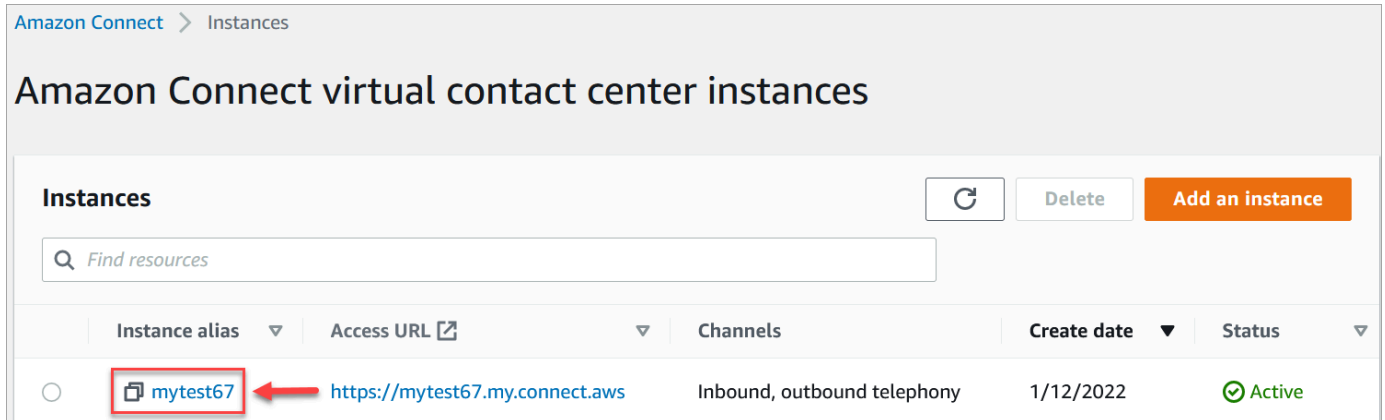 Amazon Connect > Instances
Amazon Connect virtual contact center instances
Instances
Delete
Add an instance
Find resources
Instance alias Access URL Channels Create date Status
mytest67 https://mytest67.my.connect.aws Inbound, outbound telephony 1/12/2022 Active